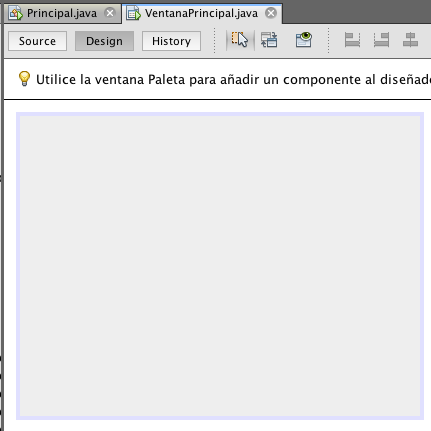 Principal.java VentanaPrincipal.java
Source Design History
Utilice la ventana Paleta para añadir un componente al diseñad